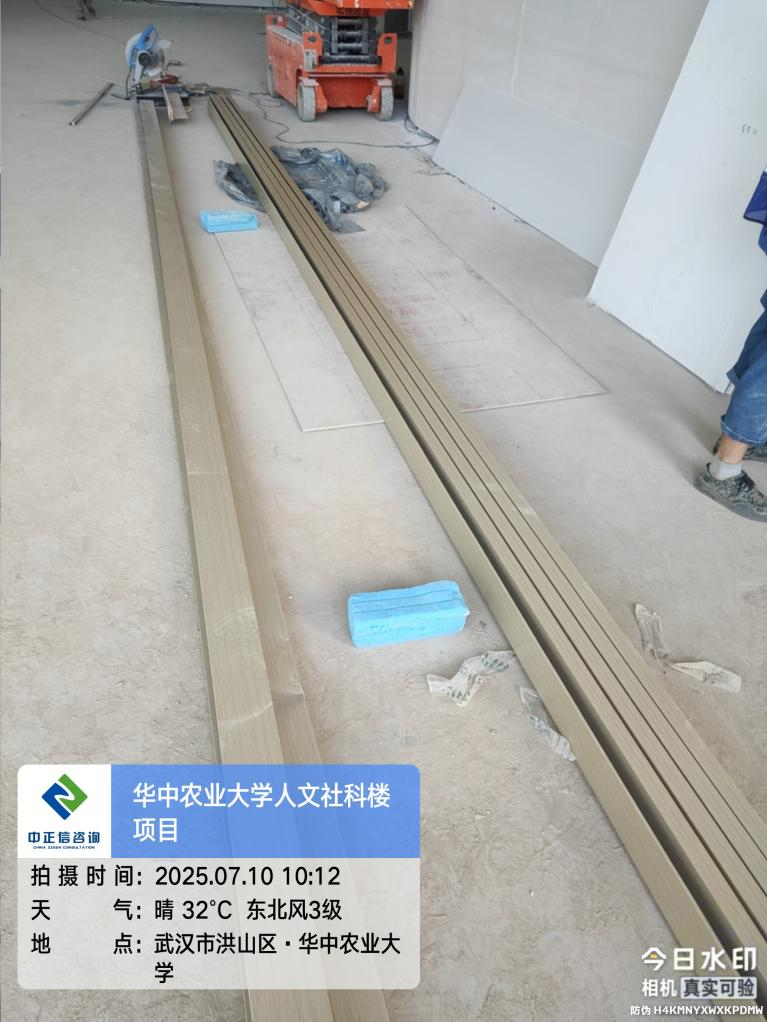 中正信咨询
CHINA ZIXEN CONSULTATION
华中农业大学人文社科楼
项目
拍摄时间：2025.07.10 10:12
天 气：晴 32℃ 东北风3级
地 点：武汉市洪山区·华中农业大
学
今日水印
相机 真实可验
防伪 H4KMNYXWXKPDMW